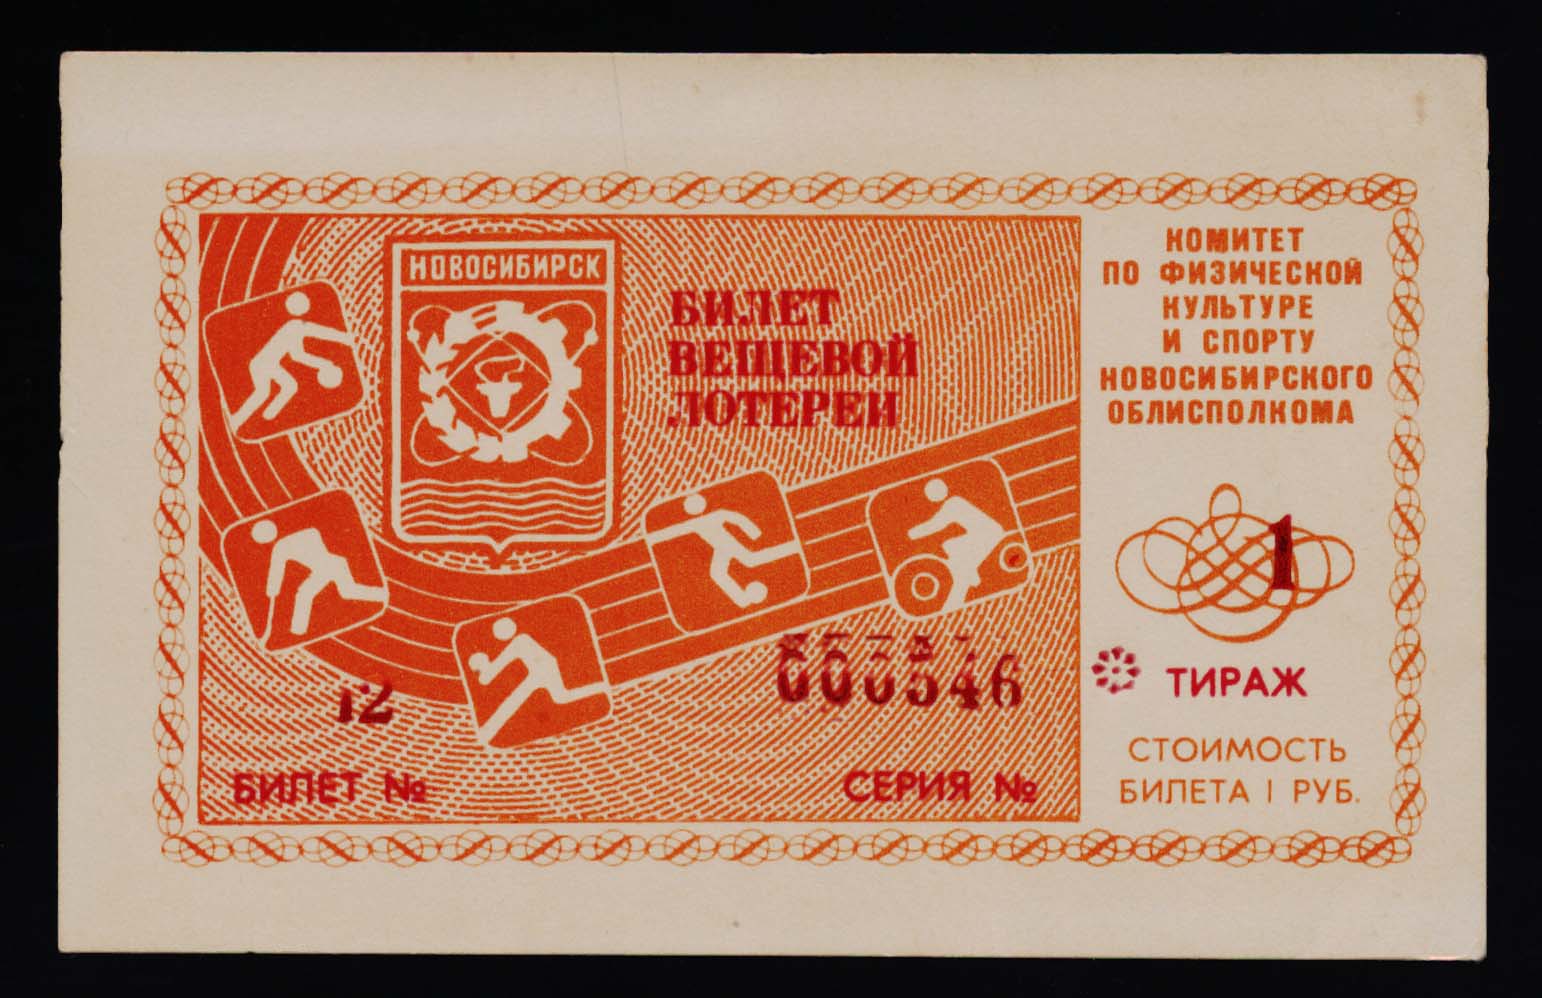 НОВОСИБИРСК
БИЛЕТ
ВЕЩЕВОЙ
ЛОТЕРЕИ
12
000546
БИЛЕТ №
СЕРИЯ №
КОМИТЕТ
ПО ФИЗИЧЕСКОЙ
КУЛЬТУРЕ
И СПОРТУ
НОВОСИБИРСКОГО
ОБЛИСПОЛКОМА
1
ТИРАЖ
СТОИМОСТЬ
БИЛЕТА 1 РУБ.